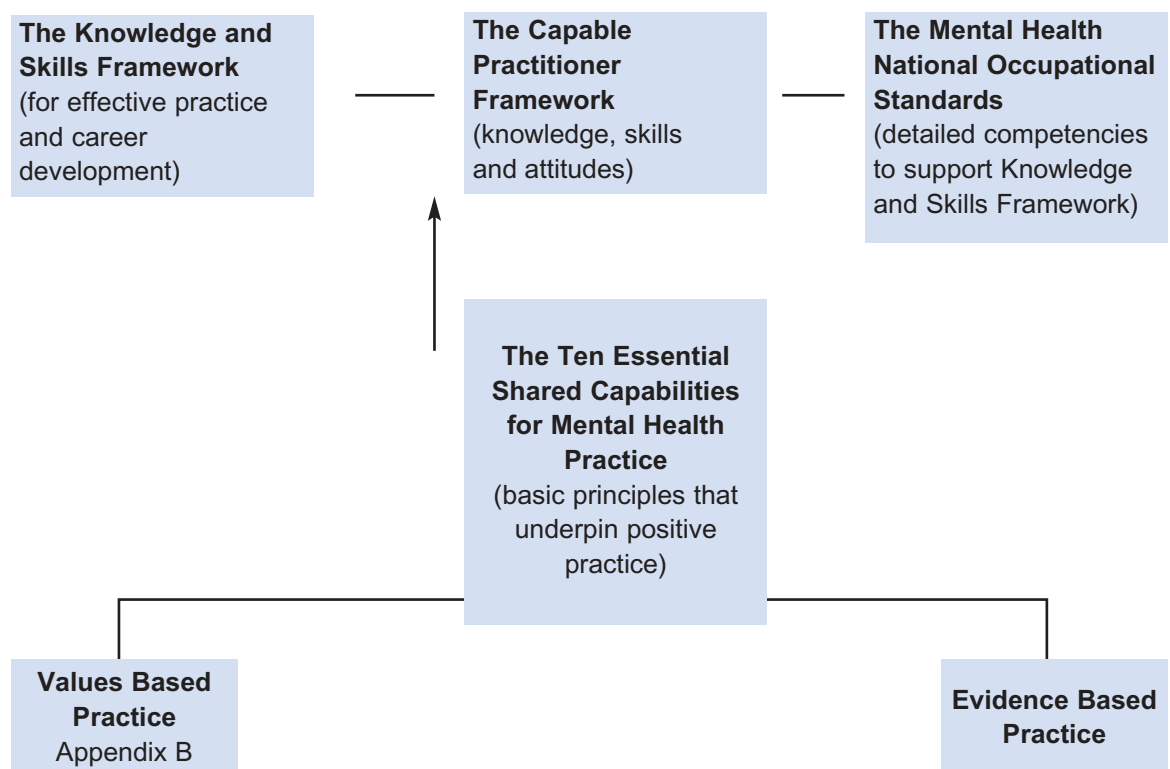 The Knowledge and
Skills Framework
(for effective practice
and career
development)
The Capable
Practitioner
Framework
(knowledge, skills
and attitudes)
The Mental Health
National Occupational
Standards
(detailed competencies
to support Knowledge
and Skills Framework)
The Ten Essential
Shared Capabilities
for Mental Health
Practice
(basic principles that
underpin positive
practice)
Values Based
Practice
Appendix B
Evidence Based
Practice